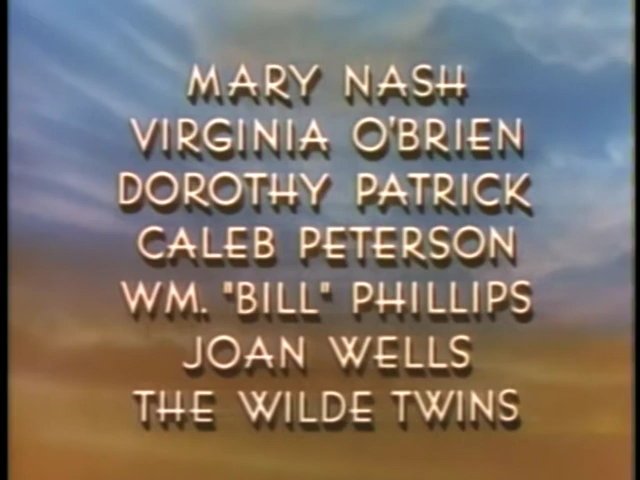 MARY NASH
VIRGINIA O'BRIEN
DOROTHY PATRICK
CALEB PETERSON
WM. "BILL" PHILLIPS
JOAN WELLS
THE WILDE TWINS